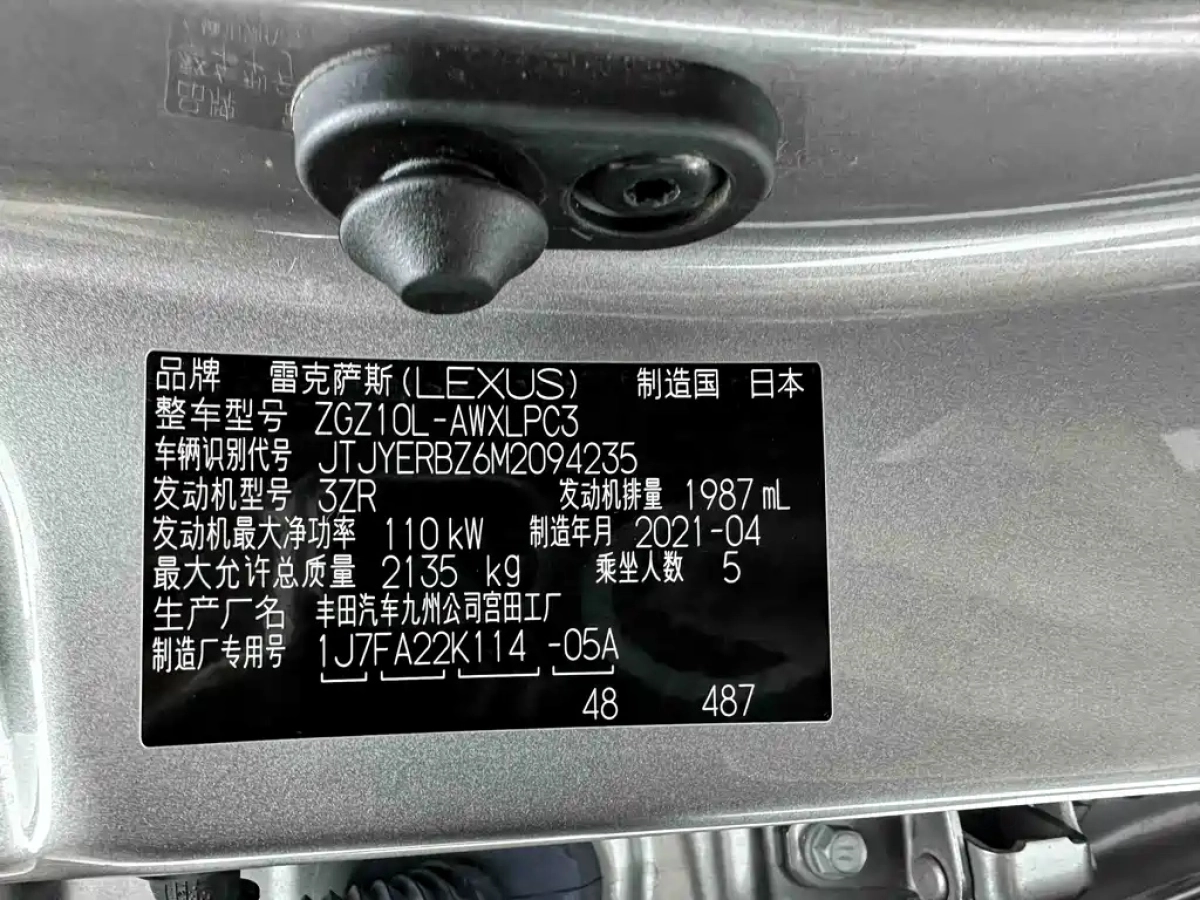 品牌 雷克萨斯(LEXUS) 制造国 日本
整车型号 ZGZ10L-AWXLPC3
车辆识别代号 JTJYERBZ6M2094235
发动机型号 3ZR 发动机排量 1987 mL
发动机最大净功率 110 kW 制造年月 2021-04
最大允许总质量 2135 kg 乘坐人数 5
生产厂名 丰田汽车九州公司宫田工厂
制造厂专用号 1J7FA22K114 -05A
48 487